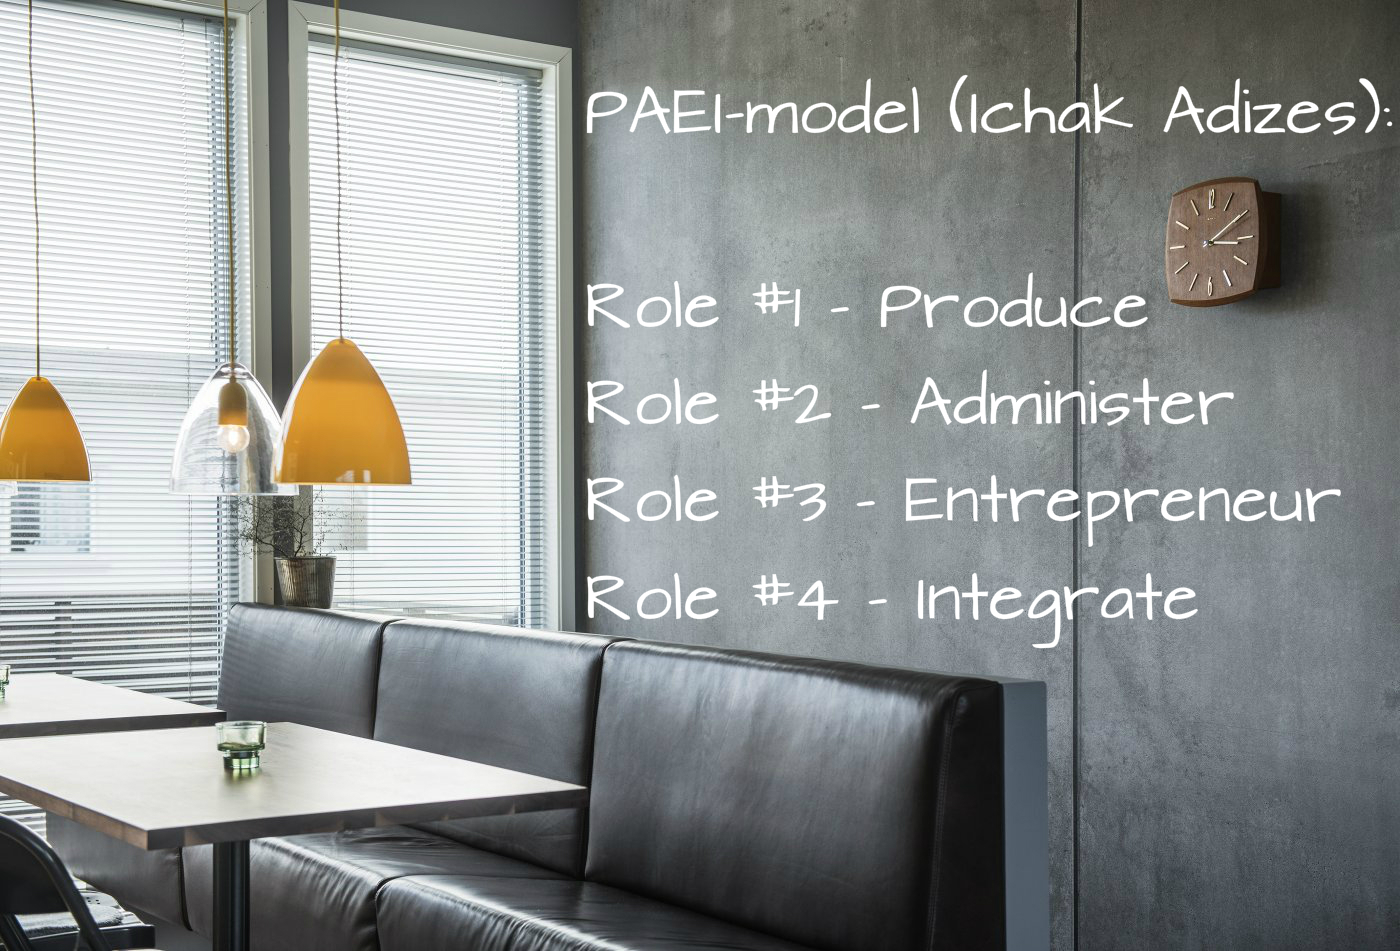 PAEI-model (Ichak Adizes):
Role #1 - Produce
Role #2 - Administer
Role #3 - Entrepreneur
Role #4 - Integrate